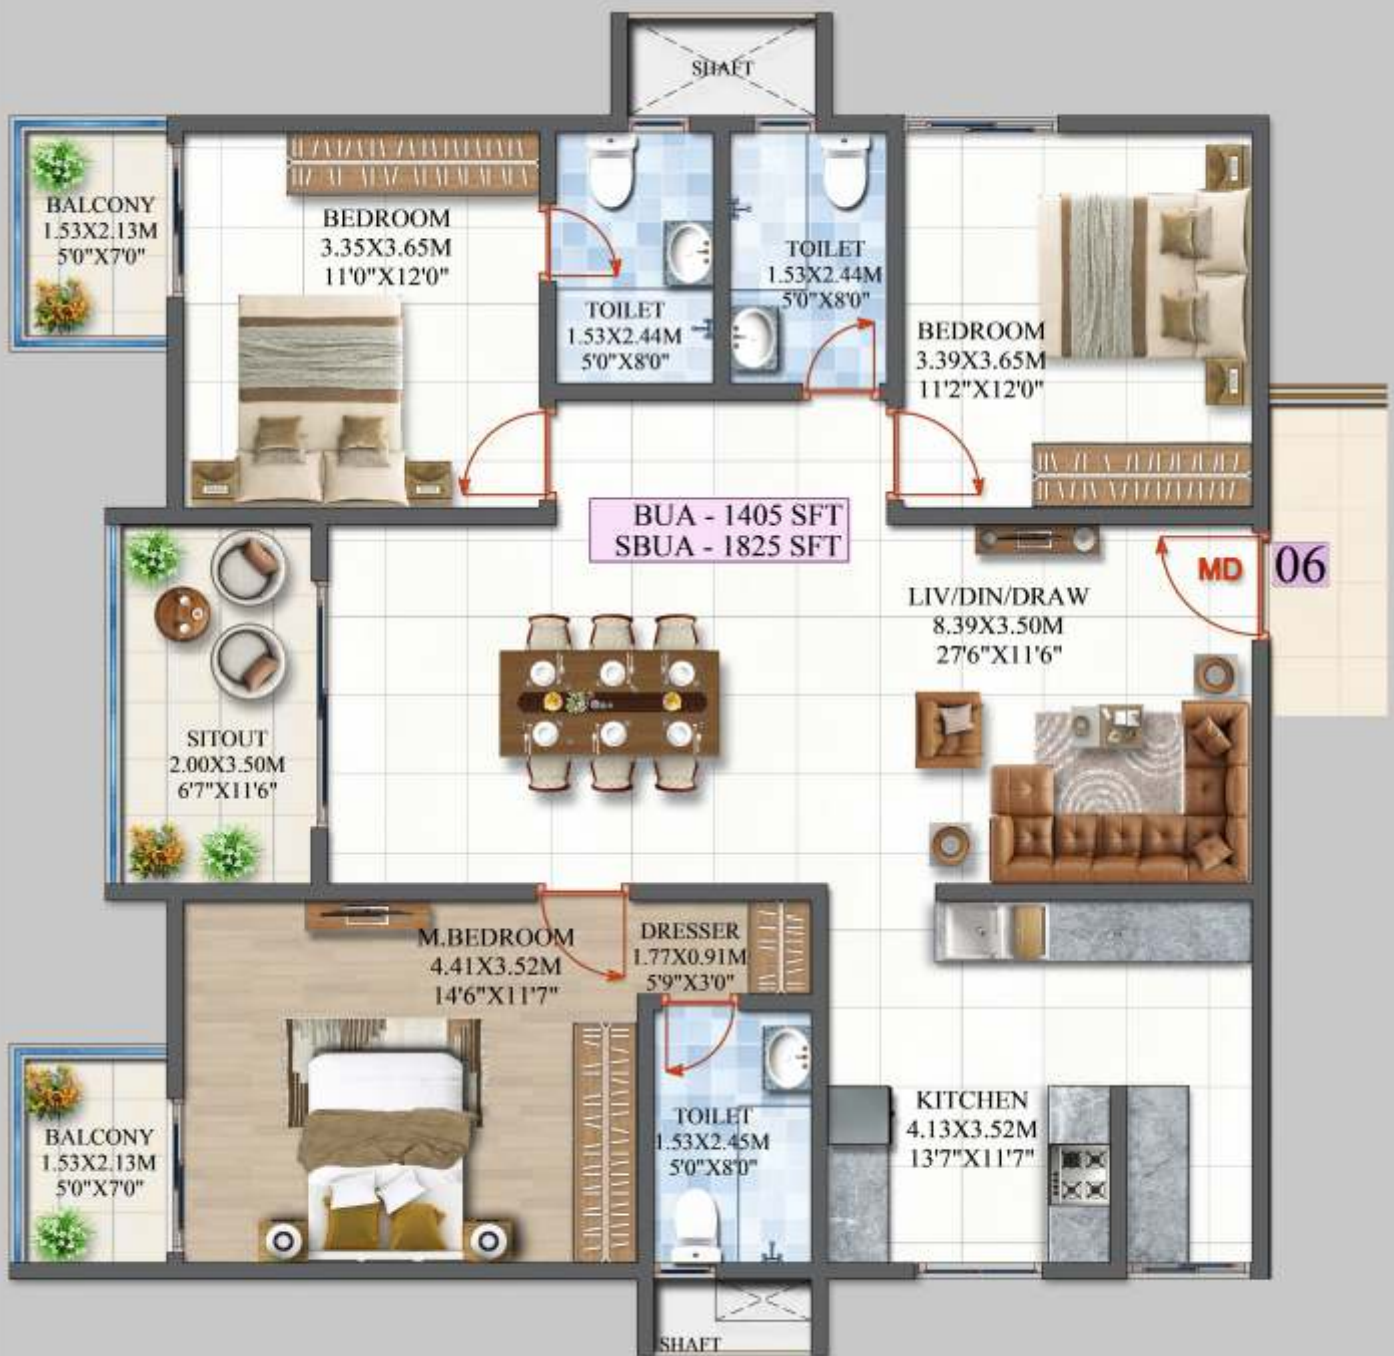 SHAFT
BALCONY
1.53X2.13M
5'0"X7'0"
BEDROOM
3.35X3.65M
11'0"X12'0"
TOILET
1.53X2.44M
5'0"X8'0"
TOILET
1.53X2.44M
5'0"X8'0"
BEDROOM
3.39X3.65M
11'2"X12'0"
BUA - 1405 SFT
SBUA - 1825 SFT
MD
06
LIV/DIN/DRAW
8.39X3.50M
27'6"X11'6"
SITOUT
2.00X3.50M
6'7"X11'6"
M.BEDROOM
4.41X3.52M
14'6"X11'7"
DRESSER
1.77X0.91M
5'9"X3'0"
BALCONY
1.53X2.13M
5'0"X7'0"
TOILET
1.53X2.45M
5'0"X8'0"
KITCHEN
4.13X3.52M
13'7"X11'7"
SHAFT